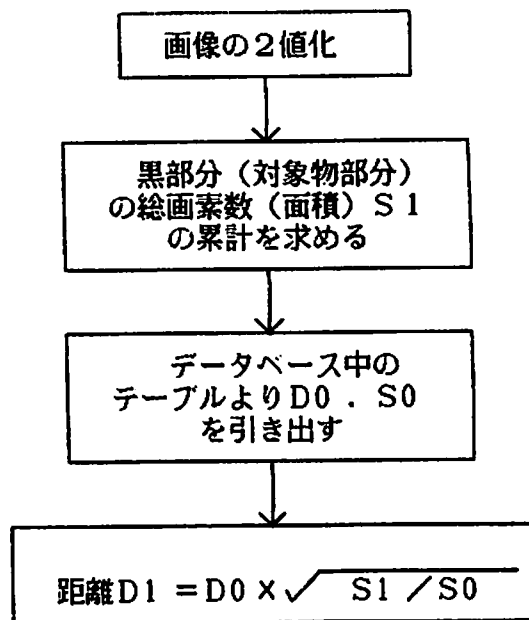 画像の２値化
黒部分（対象物部分）
の総画素数（面積）Ｓ１
の累計を求める
データベース中の
テーブルよりＤ０．Ｓ０
を引き出す
距離Ｄ１＝Ｄ０×√Ｓ１／Ｓ０